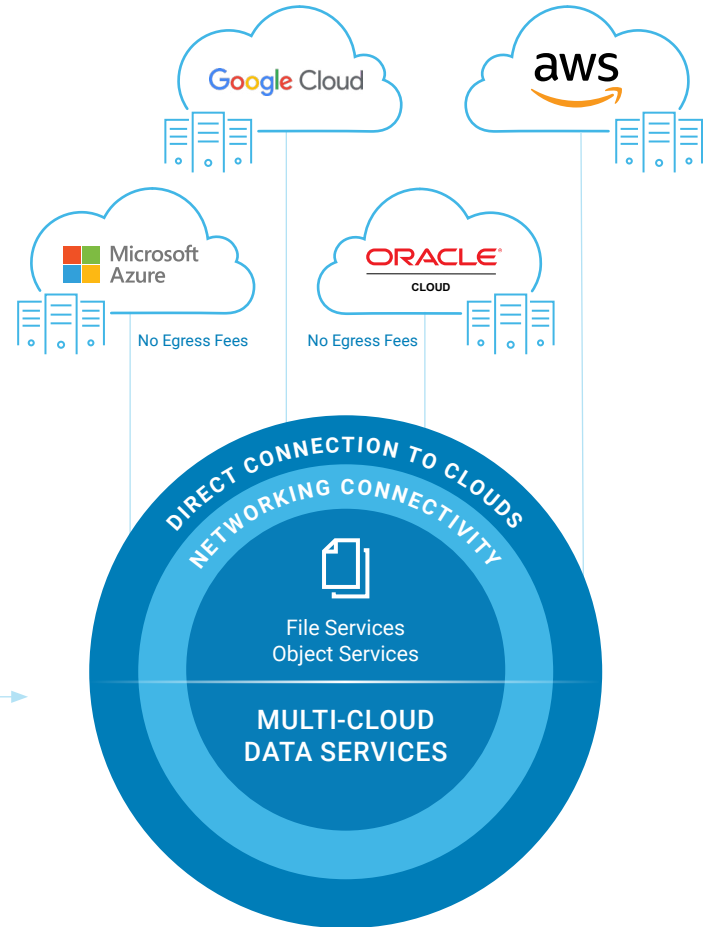 Google Cloud
aws
Microsoft
Azure
ORACLE®
CLOUD
No Egress Fees
No Egress Fees
DIRECT CONNECTION TO CLOUDS
NETWORKING CONNECTIVITY
File Services
Object Services
MULTI-CLOUD
DATA SERVICES